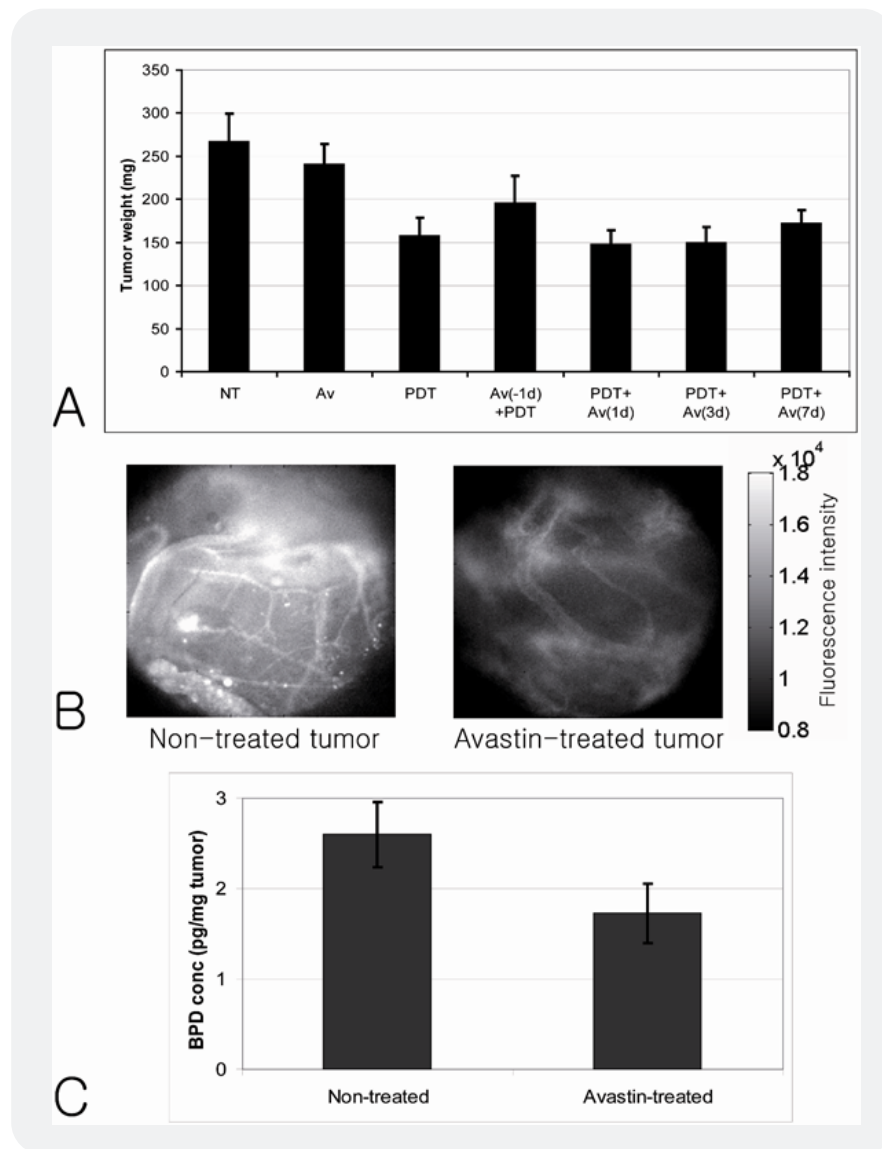 350
300
250
200
150
100
50
0
Tumor weight (mg)
NT Av PDT Av(-1d) PDT+ PDT+ PDT+
+PDT Av(1d) Av(3d) Av(7d)
A
x 10^4
1.8
1.6
1.4
1.2
1
0.8
Fluorescence intensity
B
Non-treated tumor Avastin-treated tumor
3
2
1
0
BPD conc (pg/mg tumor)
Non-treated Avastin-treated
C